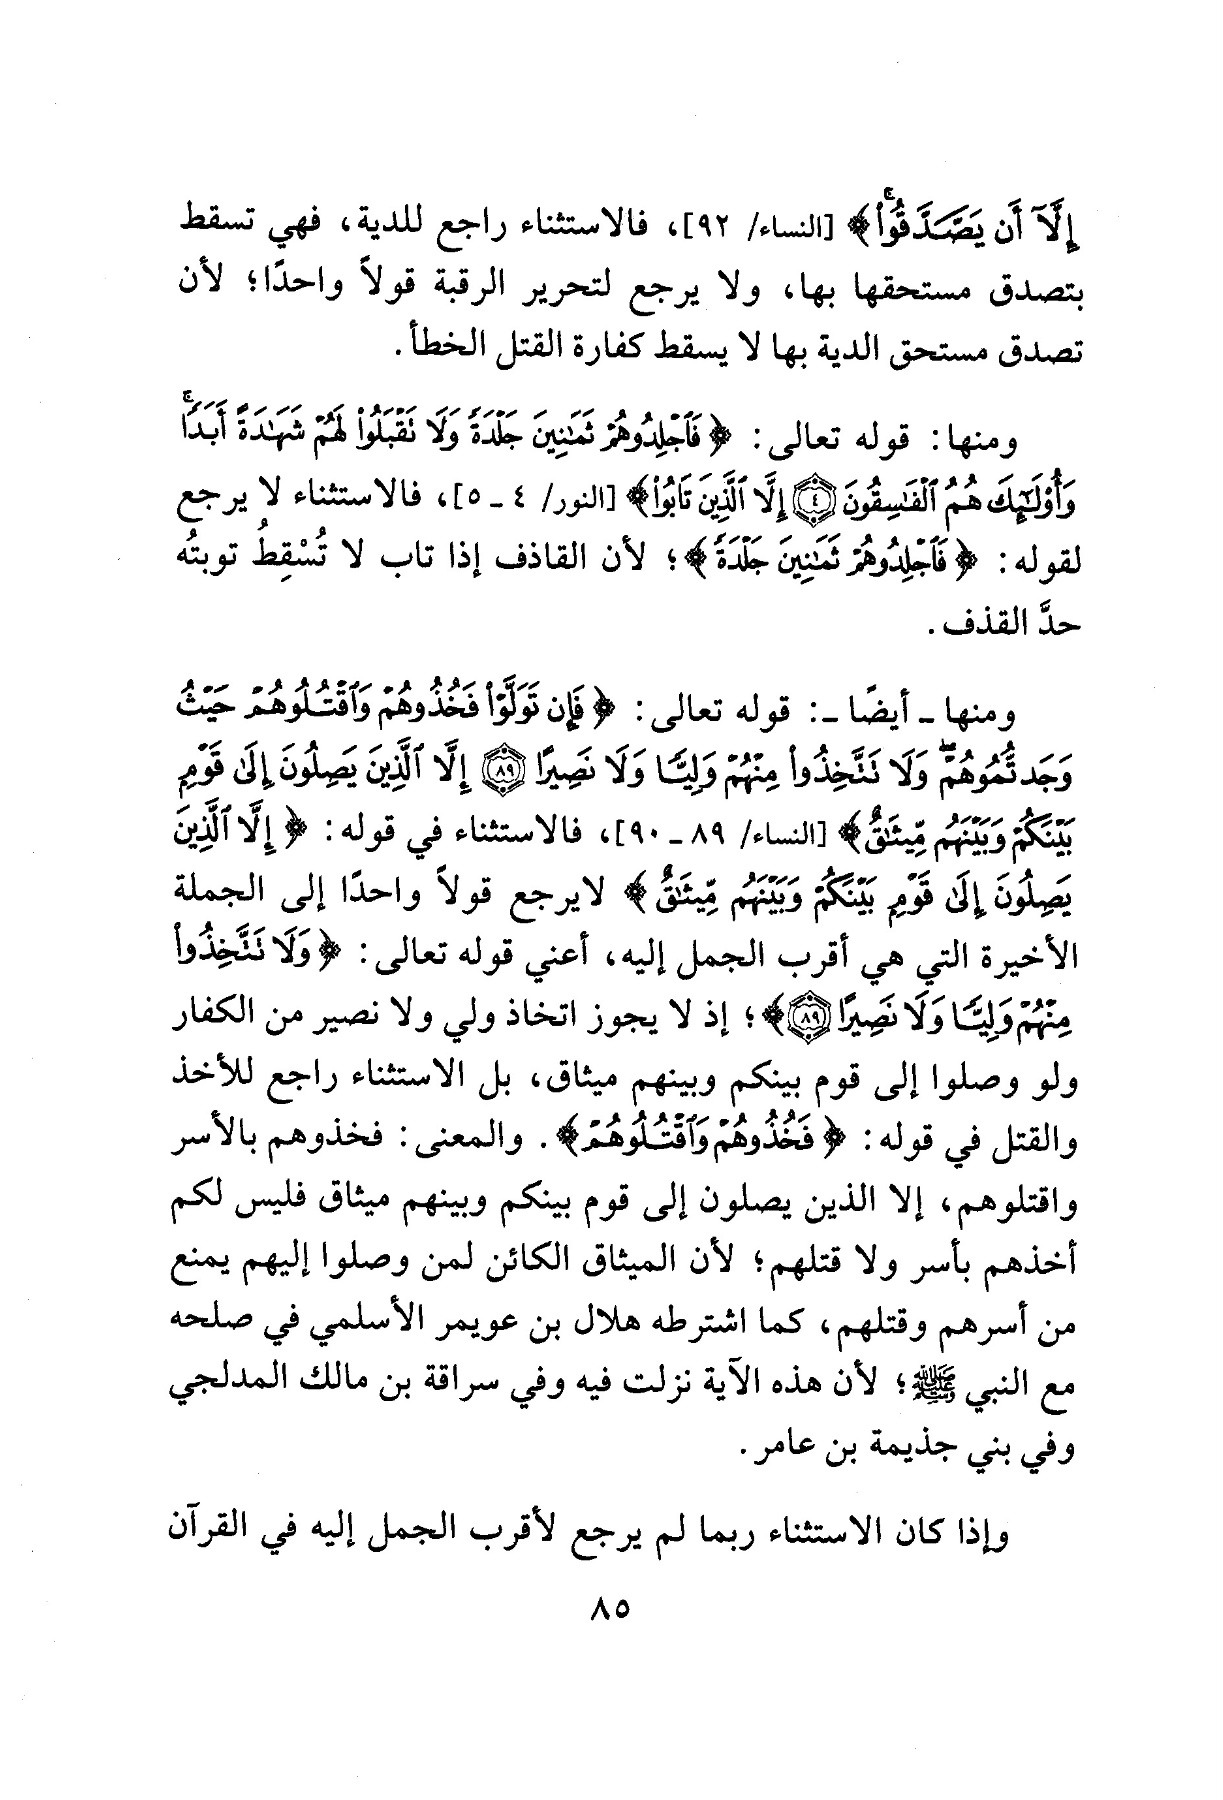 إِلَّآ أَن يَصَّدَّقُواْ﴾ [النساء/ ٩٢]، فالاستثناء راجع للدية، فهي تسقط
بتصدق مستحقها بها، ولا يرجع لتحرير الرقبة قولاً واحدًا؛ لأن
تصدق مستحق الدية بها لا يسقط كفارة القتل الخطأ.
ومنها: قوله تعالى: ﴿فَٱجْلِدُوهُمْ ثَمَٰنِينَ جَلْدَةً وَلَا تَقْبَلُواْ لَهُمْ شَهَٰدَةً أَبَدًا ۚ
وَأُوْلَٰٓئِكَ هُمُ ٱلْفَٰسِقُونَ ﴿٤﴾ إِلَّا ٱلَّذِينَ تَابُواْ﴾ [النور/ ٤ ـ ٥]، فالاستثناء لا يرجع
لقوله: ﴿فَٱجْلِدُوهُمْ ثَمَٰنِينَ جَلْدَةً﴾؛ لأن القاذف إذا تاب لا تُسْقِطُ توبتُه
حدَّ القذف.
ومنها ـ أيضًا ـ: قوله تعالى: ﴿فَإِن تَوَلَّوْاْ فَخُذُوهُمْ وَٱقْتُلُوهُمْ حَيْثُ
وَجَدتُّمُوهُمْ ۖ وَلَا تَتَّخِذُواْ مِنْهُمْ وَلِيًّا وَلَا نَصِيرًا ﴿٨٩﴾ إِلَّا ٱلَّذِينَ يَصِلُونَ إِلَىٰ قَوْمٍ
بَيْنَكُمْ وَبَيْنَهُم مِّيثَٰقٌ﴾ [النساء/ ٨٩ ـ ٩٠]، فالاستثناء في قوله: ﴿إِلَّا ٱلَّذِينَ
يَصِلُونَ إِلَىٰ قَوْمٍ بَيْنَكُمْ وَبَيْنَهُم مِّيثَٰقٌ﴾ لا يرجع قولاً واحدًا إلى الجملة
الأخيرة التي هي أقرب الجمل إليه، أعني قوله تعالى: ﴿وَلَا تَتَّخِذُواْ
مِنْهُمْ وَلِيًّا وَلَا نَصِيرًا ﴿٨٩﴾﴾؛ إذ لا يجوز اتخاذ ولي ولا نصير من الكفار
ولو وصلوا إلى قوم بينكم وبينهم ميثاق، بل الاستثناء راجع للأخذ
والقتل في قوله: ﴿فَخُذُوهُمْ وَٱقْتُلُوهُمْ﴾. والمعنى: فخذوهم بالأسر
واقتلوهم، إلا الذين يصلون إلى قوم بينكم وبينهم ميثاق فليس لكم
أخذهم بأسر ولا قتلهم؛ لأن الميثاق الكائن لمن وصلوا إليهم يمنع
من أسرهم وقتلهم، كما اشترطه هلال بن عويمر الأسلمي في صلحه
مع النبي ﷺ؛ لأن هذه الآية نزلت فيه وفي سراقة بن مالك المدلجي
وفي بني جذيمة بن عامر.
وإذا كان الاستثناء ربما لم يرجع لأقرب الجمل إليه في القرآن
٨٥